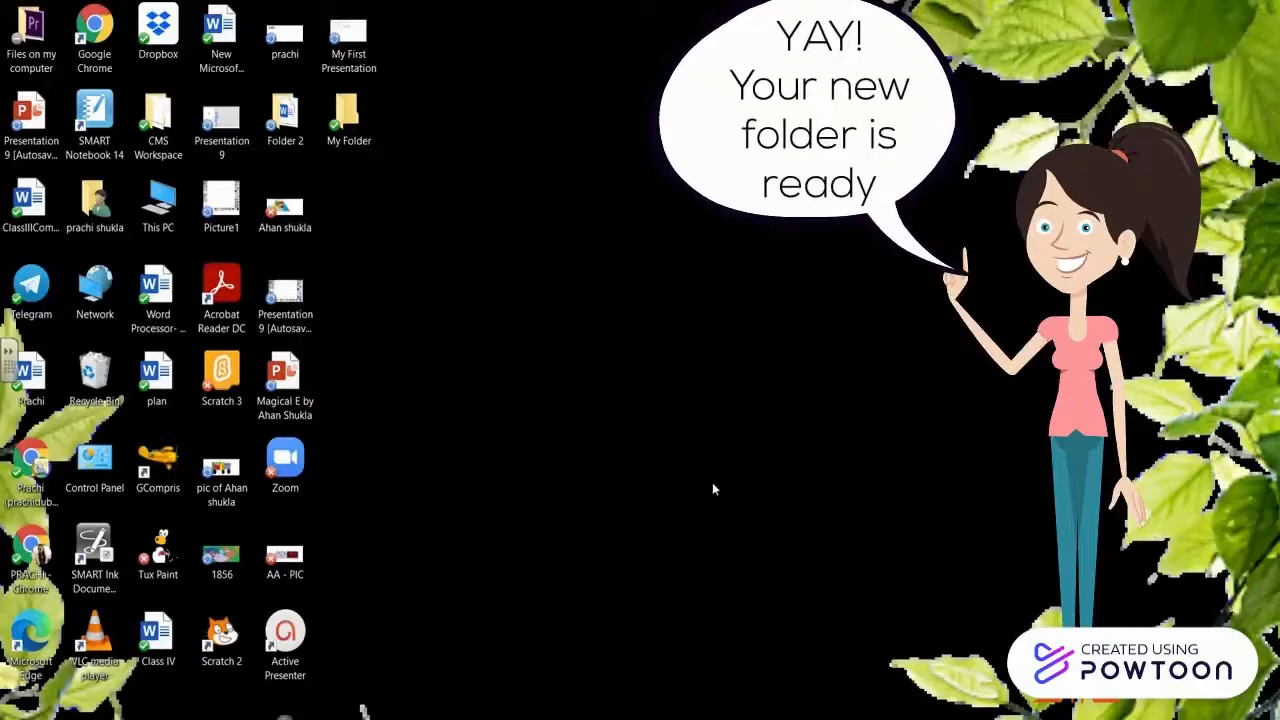 YAY!
Your new
folder is
ready
Files on my
computer
Google
Chrome
Dropbox
New
Microsof...
prachi
My First
Presentation
Presentation
9 [Autosav...
SMART
Notebook 14
CMS
Workspace
Presentation
9
Folder 2
My Folder
ClassIIICom...
prachi shukla
This PC
Picture1
Ahan shukla
Telegram
Network
Word
Processor- ...
Acrobat
Reader DC
Presentation
9 [Autosav...
Prachi
Recycle Bin
plan
Scratch 3
Magical E by
Ahan Shukla
Prachi
(prachidub...
Control Panel
GCompris
pic of Ahan
shukla
Zoom
PRACHI -
Chrome
SMART Ink
Docume...
Tux Paint
1856
AA - PIC
Microsoft
Edge
VLC media
player
Class IV
Scratch 2
Active
Presenter
CREATED USING
POWTOON